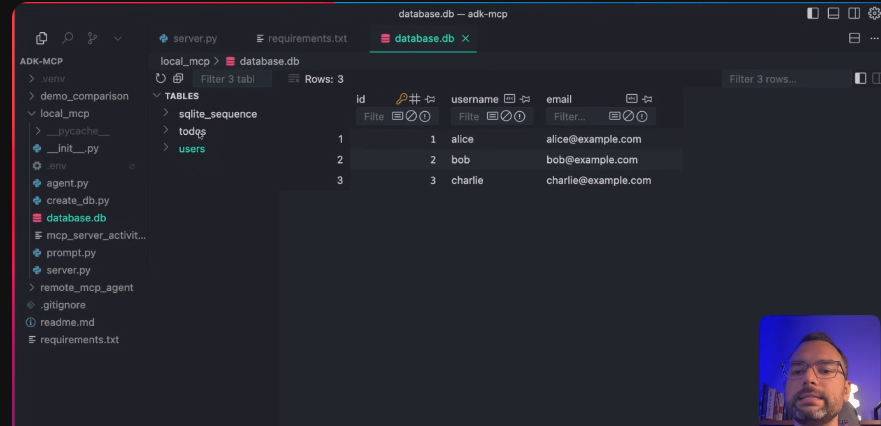 database.db — adk-mcp
server.py
requirements.txt
database.db
ADK-MCP
local_mcp > database.db
.venv
demo_comparison
local_mcp
__pycache__
__init__.py
.env
agent.py
create_db.py
database.db
mcp_server_activit...
prompt.py
server.py
remote_mcp_agent
.gitignore
readme.md
requirements.txt
Filter 3 tabl
Rows: 3
Filter 3 rows...
TABLES
sqlite_sequence
todos
users
id username email
Filte Filte Filter...
1 1 alice alice@example.com
2 2 bob bob@example.com
3 3 charlie charlie@example.com